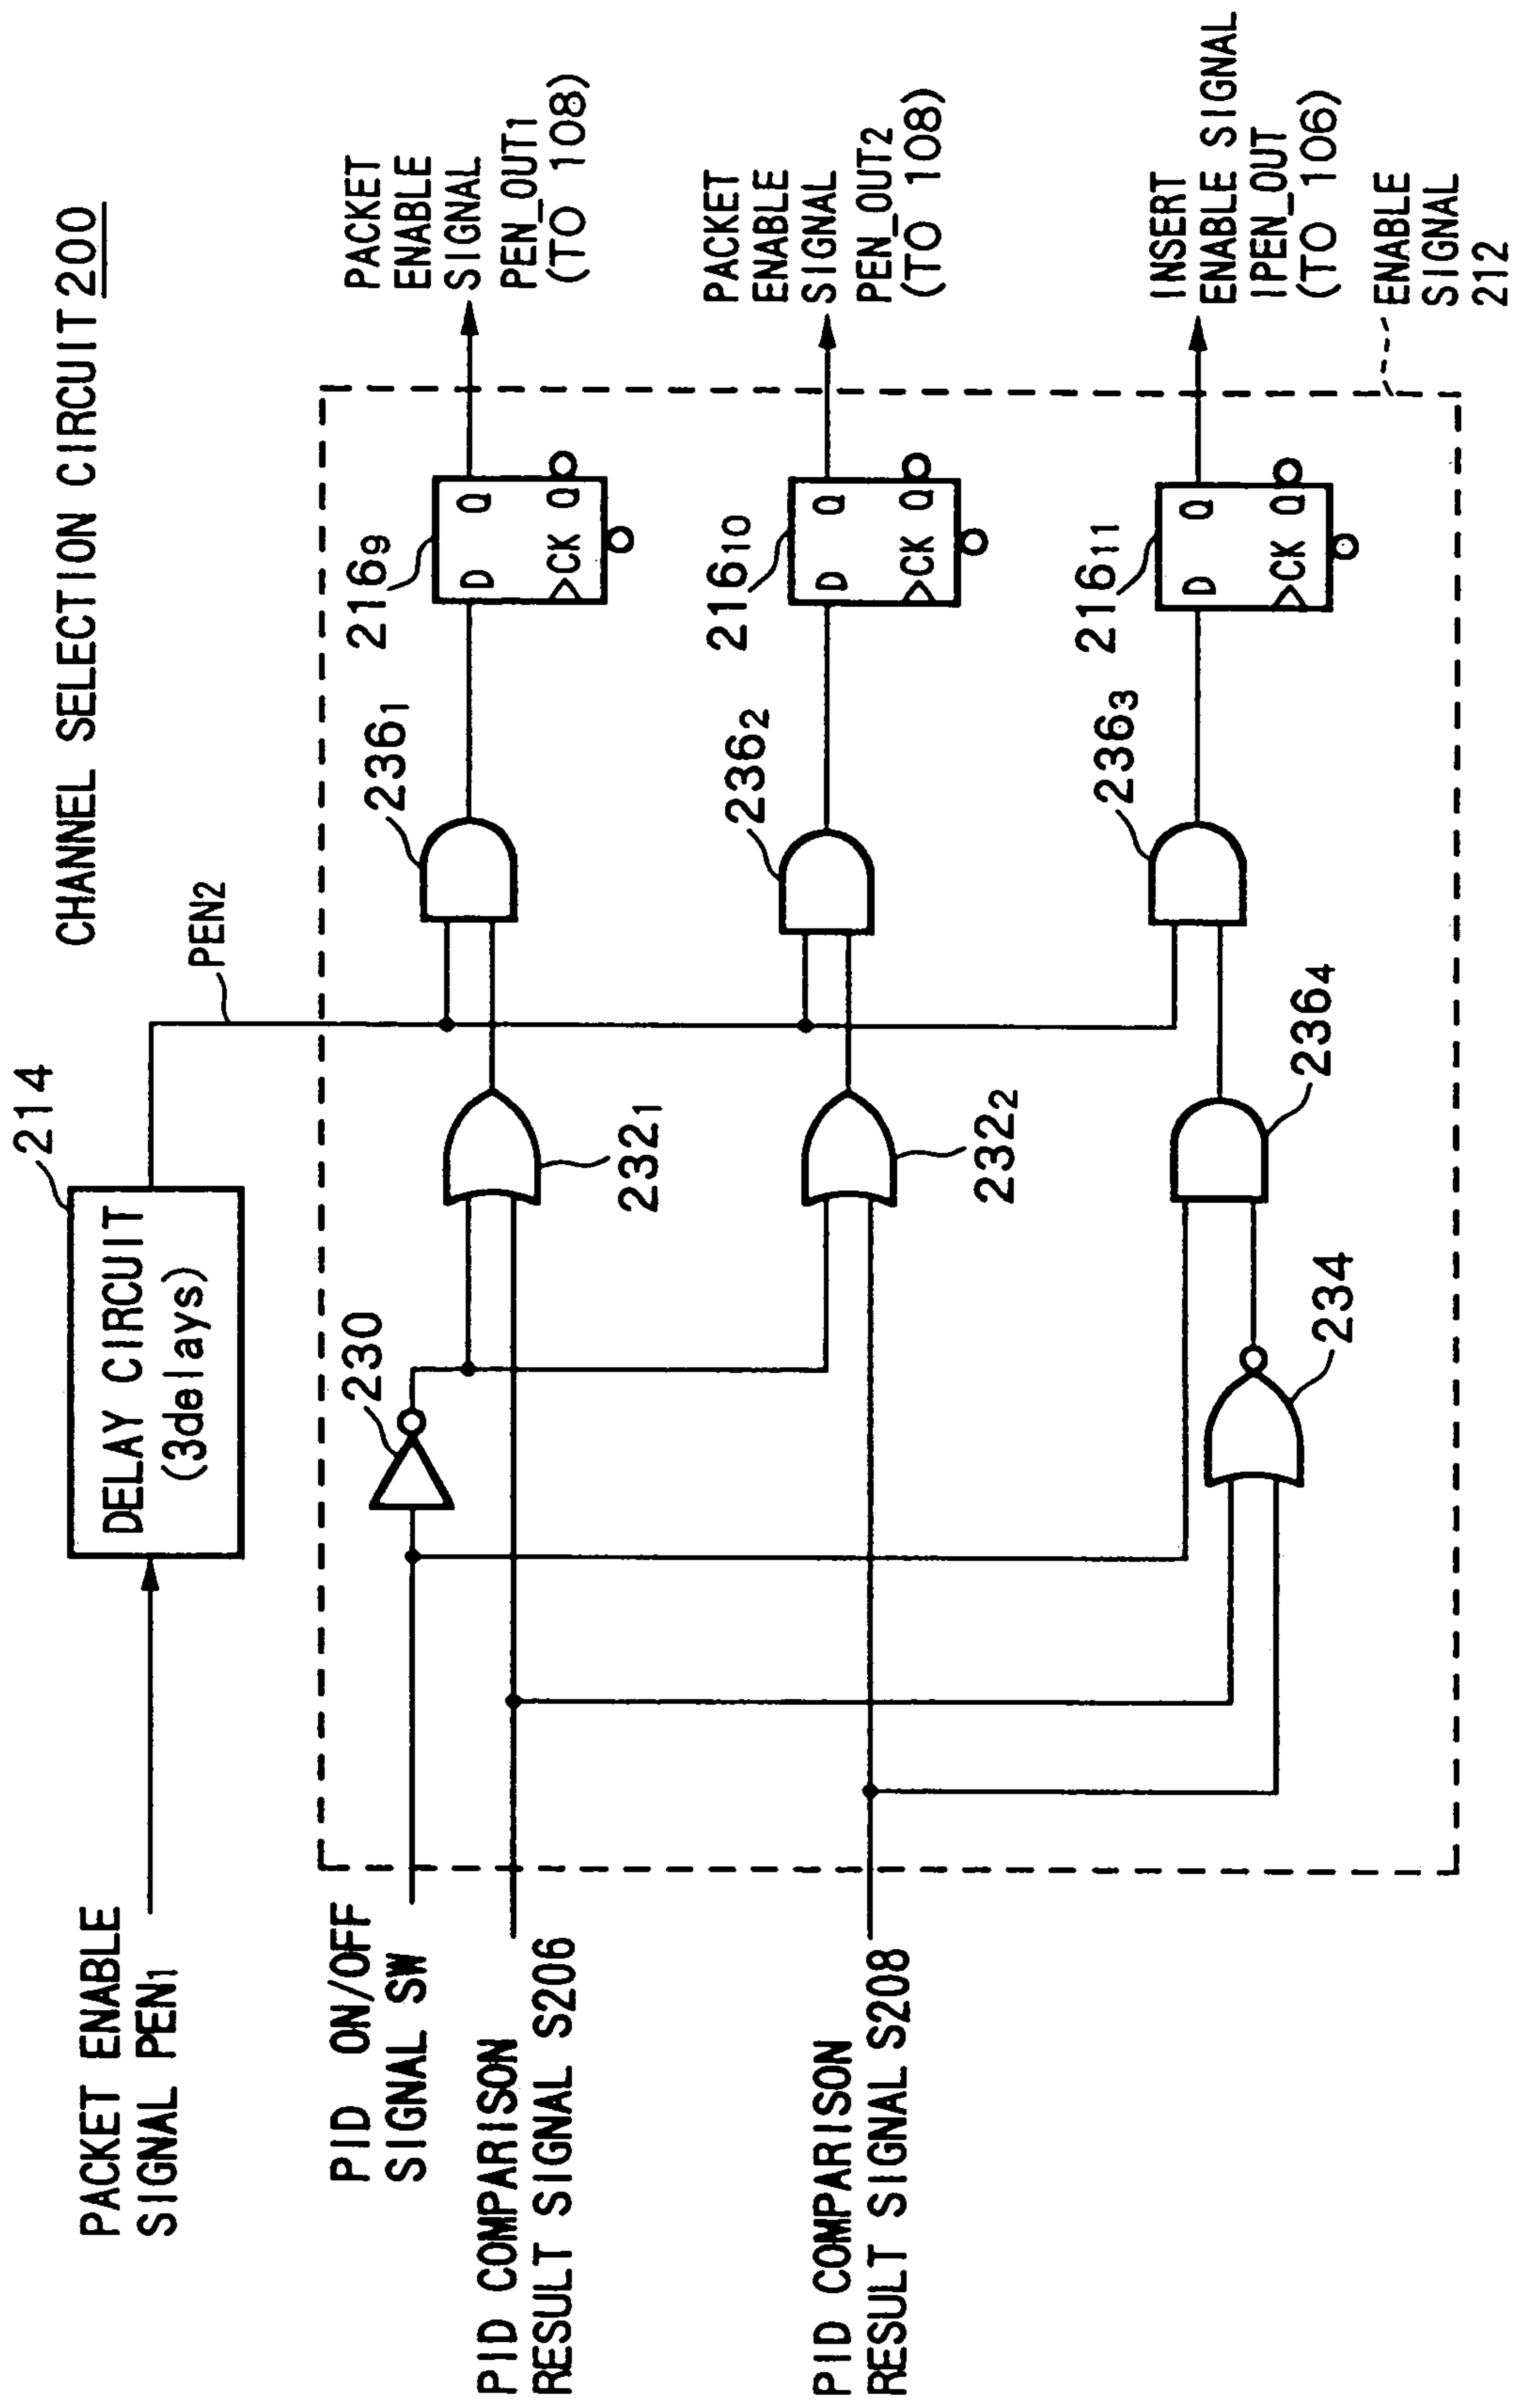 CHANNEL SELECTION CIRCUIT 200
PACKET ENABLE
SIGNAL PEN1
DELAY CIRCUIT
(3delays)
214
PEN2
PID ON/OFF
SIGNAL SW
PID COMPARISON
RESULT SIGNAL S206
PID COMPARISON
RESULT SIGNAL S208
230
232₁
232₂
234
236₁
236₂
236₃
236₄
216₉
D Q
CK Q
216₁₀
D Q
CK Q
216₁₁
D Q
CK Q
PACKET
ENABLE
SIGNAL
PEN_OUT1
(TO 108)
PACKET
ENABLE
SIGNAL
PEN_OUT2
(TO 108)
INSERT
ENABLE SIGNAL
IPEN_OUT
(TO 106)
ENABLE
SIGNAL
212